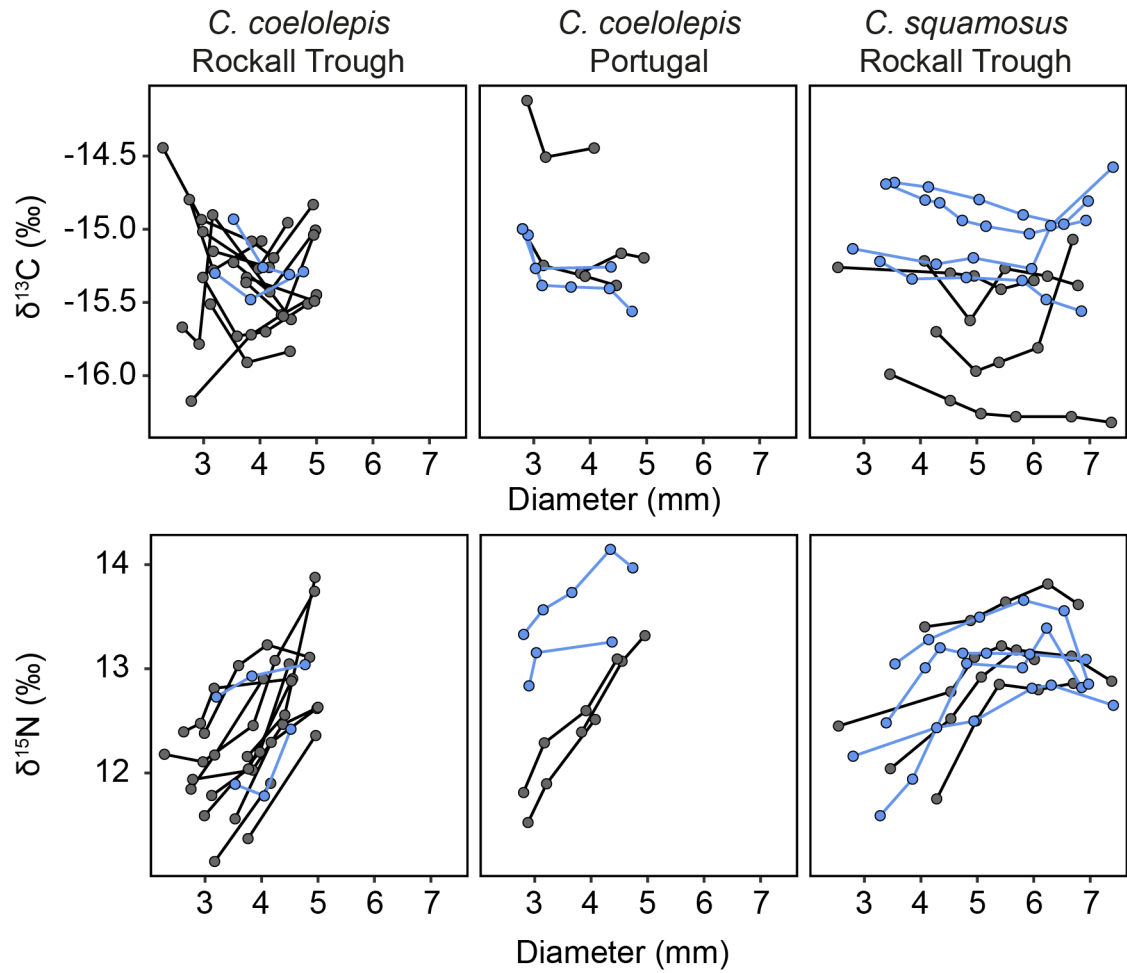 C. coelolepis C. coelolepis C. squamosus
Rockall Trough Portugal Rockall Trough
δ¹³C (‰)
-14.5
-15.0
-15.5
-16.0
3 4 5 6 7 3 4 5 6 7 3 4 5 6 7
Diameter (mm)
δ¹⁵N (‰)
14
13
12
3 4 5 6 7 3 4 5 6 7 3 4 5 6 7
Diameter (mm)